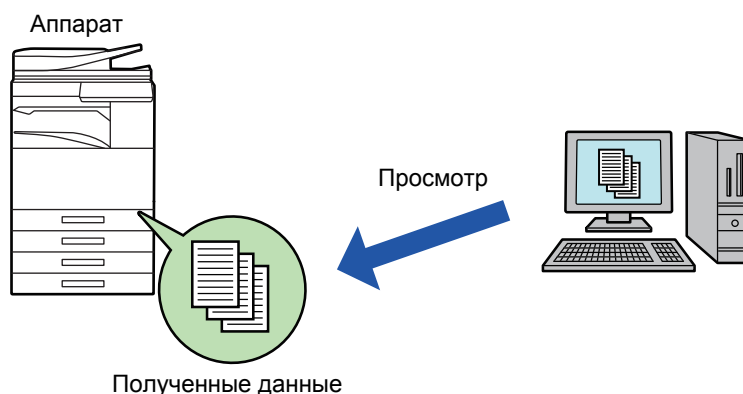 Аппарат
Просмотр
Полученные данные